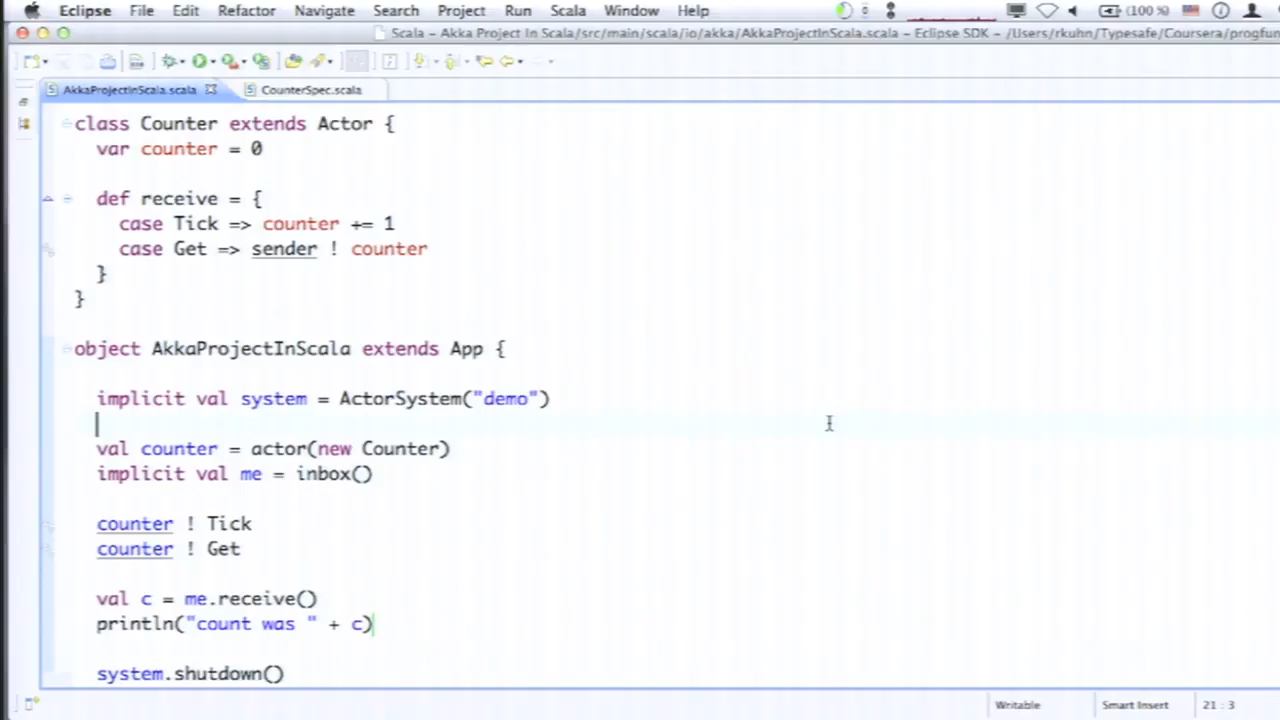 Eclipse File Edit Refactor Navigate Search Project Run Scala Window Help (100 %)
Scala – Akka Project In Scala/src/main/scala/io/akka/AkkaProjectInScala.scala – Eclipse SDK – /Users/rkuhn/Typesafe/Coursera/progfun
AkkaProjectInScala.scala CounterSpec.scala
class Counter extends Actor {
var counter = 0
def receive = {
case Tick => counter += 1
case Get => sender ! counter
}
}
object AkkaProjectInScala extends App {
implicit val system = ActorSystem("demo")
val counter = actor(new Counter)
implicit val me = inbox()
counter ! Tick
counter ! Get
val c = me.receive()
println("count was " + c)
system.shutdown()
Writable Smart Insert 21 : 3